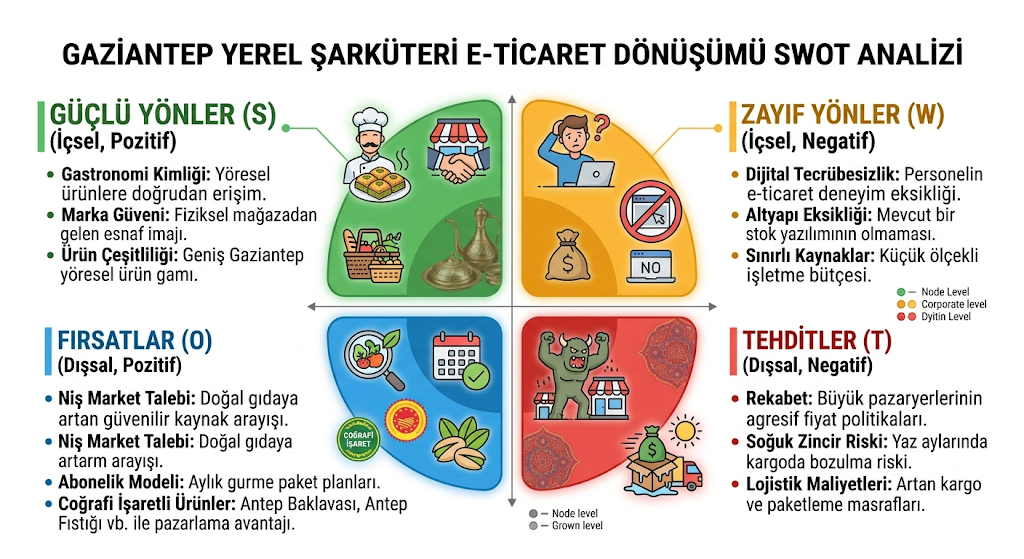 GAZİANTEP YEREL ŞARKÜTERİ E-TİCARET DÖNÜŞÜMÜ SWOT ANALİZİ
GÜÇLÜ YÖNLER (S)
(İçsel, Pozitif)
• Gastronomi Kimliği: Yöresel
ürünlere doğrudan erişim.
• Marka Güveni: Fiziksel mağazadan
gelen esnaf imajı.
• Ürün Çeşitliliği: Geniş Gaziantep
yöresel ürün gamı.
ZAYIF YÖNLER (W)
(İçsel, Negatif)
• Dijital Tecrübesizlik: Personelin
e-ticaret deneyim eksikliği.
• Altyapı Eksikliği: Mevcut bir
stok yazılımının olmaması.
• Sınırlı Kaynaklar: Küçük ölçekli
işletme bütçesi.
?
?
$
NO
Node Level
Corporate level
Dyitin Level
FIRSATLAR (O)
(Dışsal, Pozitif)
• Niş Market Talebi: Doğal gıdaya
artan güvenilir kaynak arayışı.
• Niş Market Talebi: Doğal gıdaya
artarm arayışı.
• Abonelik Modeli: Aylık gurme paket planları.
• Coğrafi İşaretli Ürünler: Antep Baklavası, Antep
Fıstığı vb. ile pazarlama avantajı.
COĞRAFİ
İŞARET
TEHDİTLER (T)
(Dışsal, Negatif)
• Rekabet: Büyük pazaryerlerinin
agresif fiyat politikaları.
• Soğuk Zincir Riski: Yaz aylarında
kargoda bozulma riski.
• Lojistik Maliyetleri: Artan kargo
ve paketleme masrafları.
$
Node level
Grown level